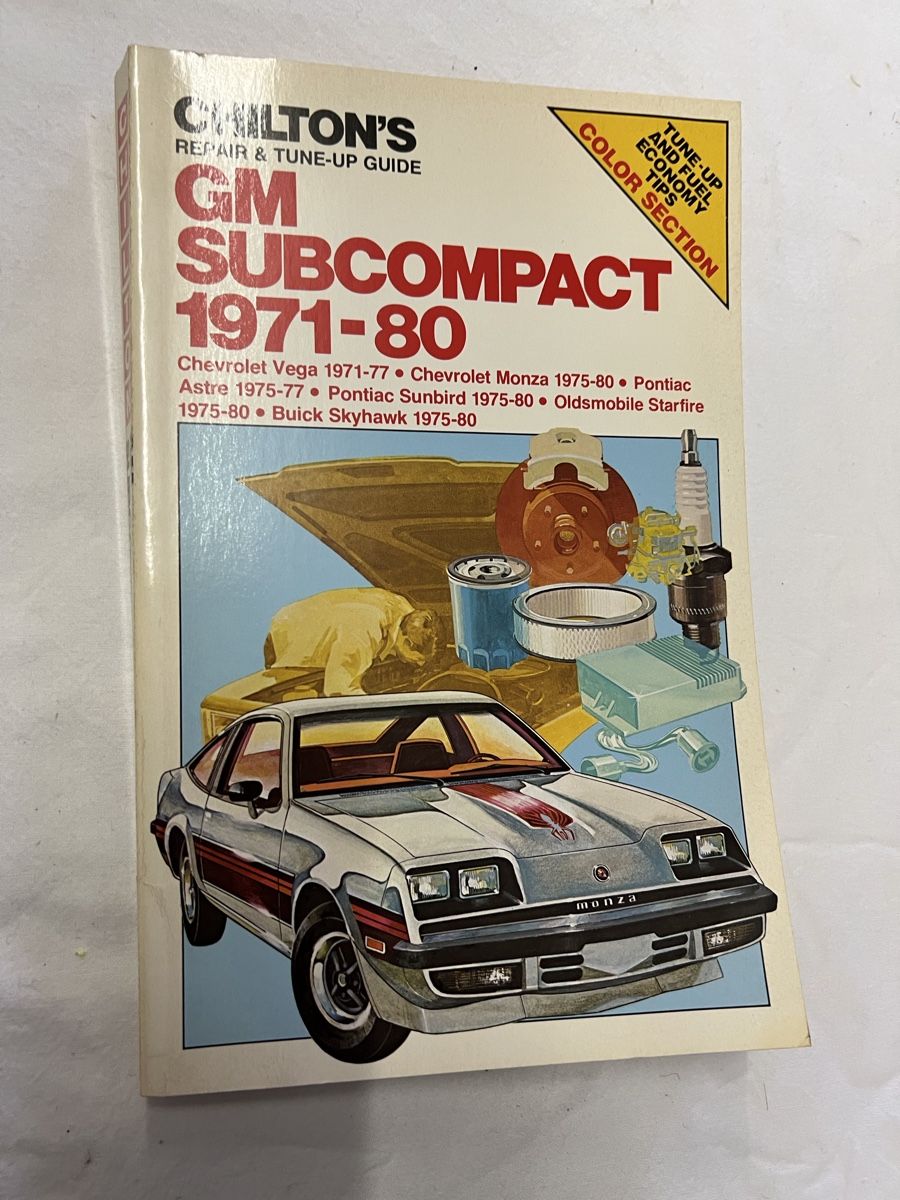 CHILTON'S
REPAIR & TUNE-UP GUIDE
GM
SUBCOMPACT
1971-80
Chevrolet Vega 1971-77 • Chevrolet Monza 1975-80 • Pontiac
Astre 1975-77 • Pontiac Sunbird 1975-80 • Oldsmobile Starfire
1975-80 • Buick Skyhawk 1975-80
TUNE-UP
AND FUEL
ECONOMY
TIPS
COLOR SECTION
monza